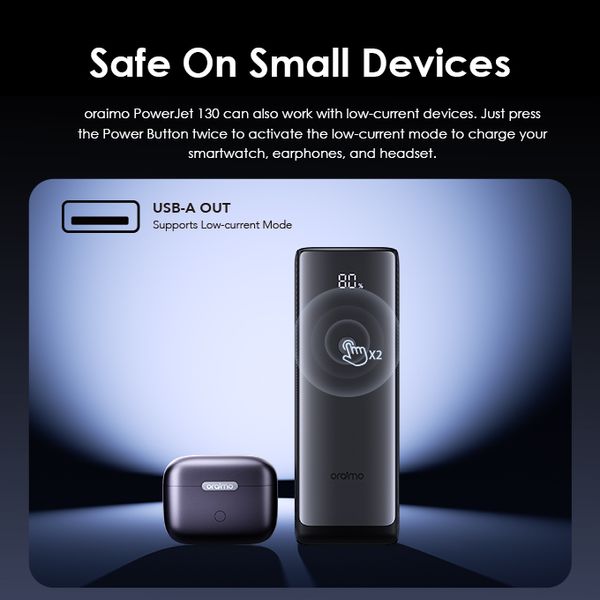 Safe On Small Devices
oraimo PowerJet 130 can also work with low-current devices. Just press
the Power Button twice to activate the low-current mode to charge your
smartwatch, earphones, and headset.
USB-A OUT
Supports Low-current Mode
80%
X2
oraimo
oraimo